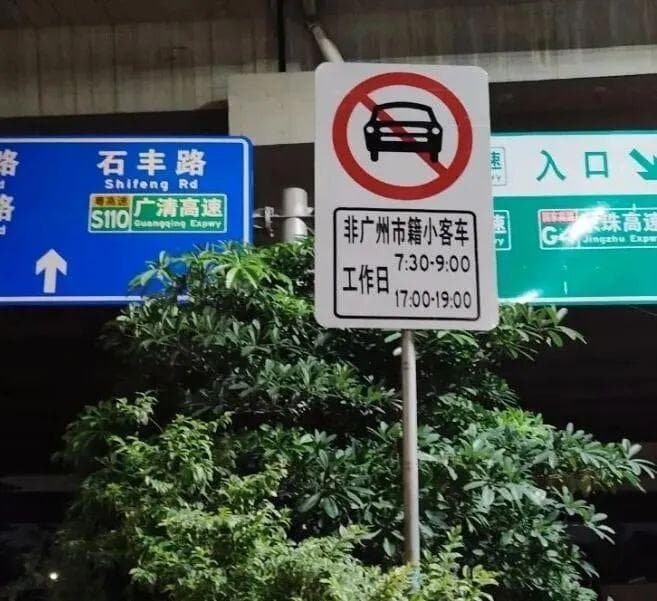 路
路
石丰路
Shifeng Rd
粤高速
S110
广清高速
Guangqing Expwy
非广州市籍小客车
7:30-9:00
工作日
17:00-19:00
速
入口
速
G4
珠高速
Jingzhu Expwy